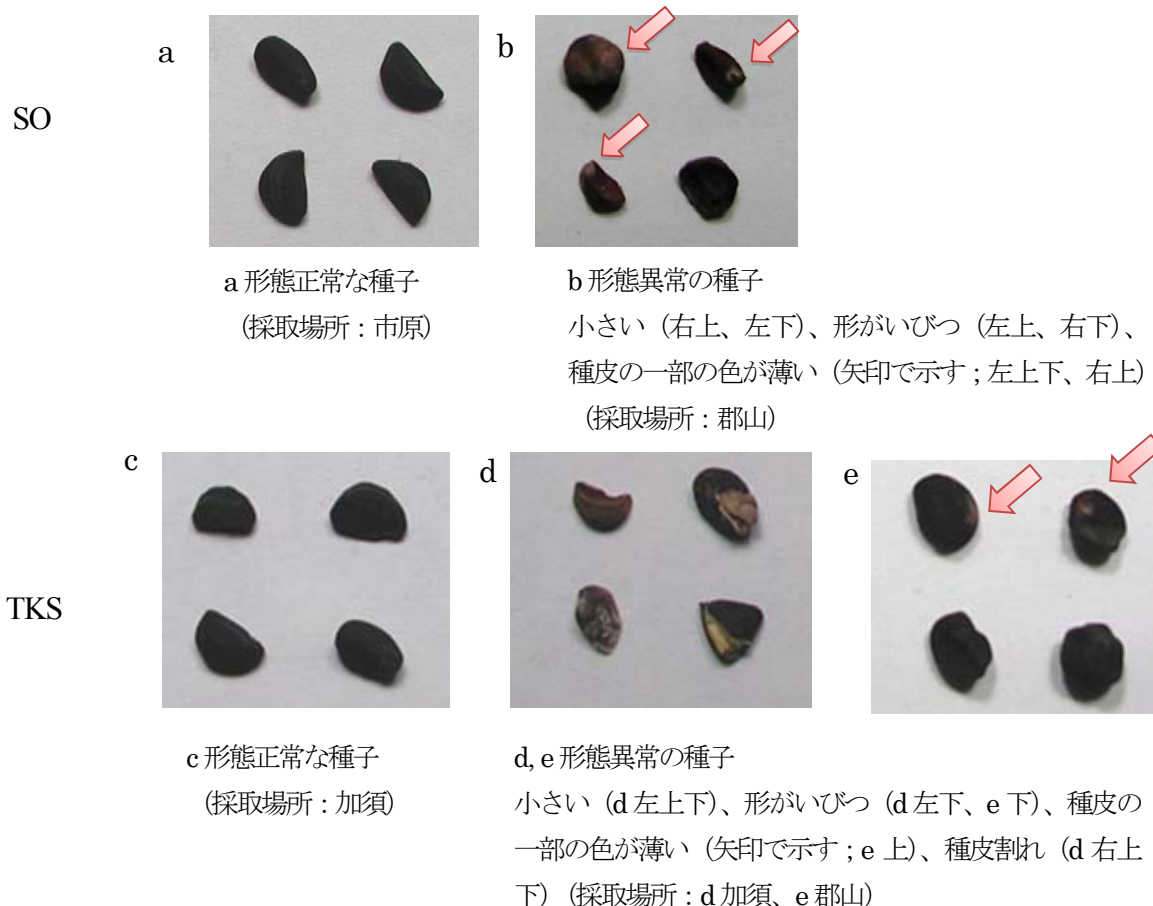 a
b
SO
a 形態正常な種子
(採取場所：市原)
b 形態異常の種子
小さい (右上、左下)、形がいびつ (左上、右下)、
種皮の一部の色が薄い (矢印で示す；左上下、右上)
(採取場所：郡山)
c
d
e
TKS
c 形態正常な種子
(採取場所：加須)
d, e 形態異常の種子
小さい (d 左上下)、形がいびつ (d 左下、e 下)、種皮の
一部の色が薄い (矢印で示す；e 上)、種皮割れ (d 右上
下) (採取場所：d 加須、e 郡山)